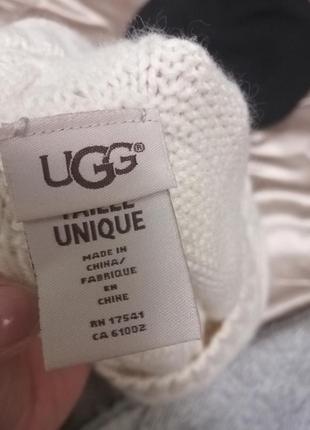 UGG®
TAILLE
UNIQUE
MADE IN
CHINA/
FABRIQUE
EN
CHINE
RN 17541
CA 61002